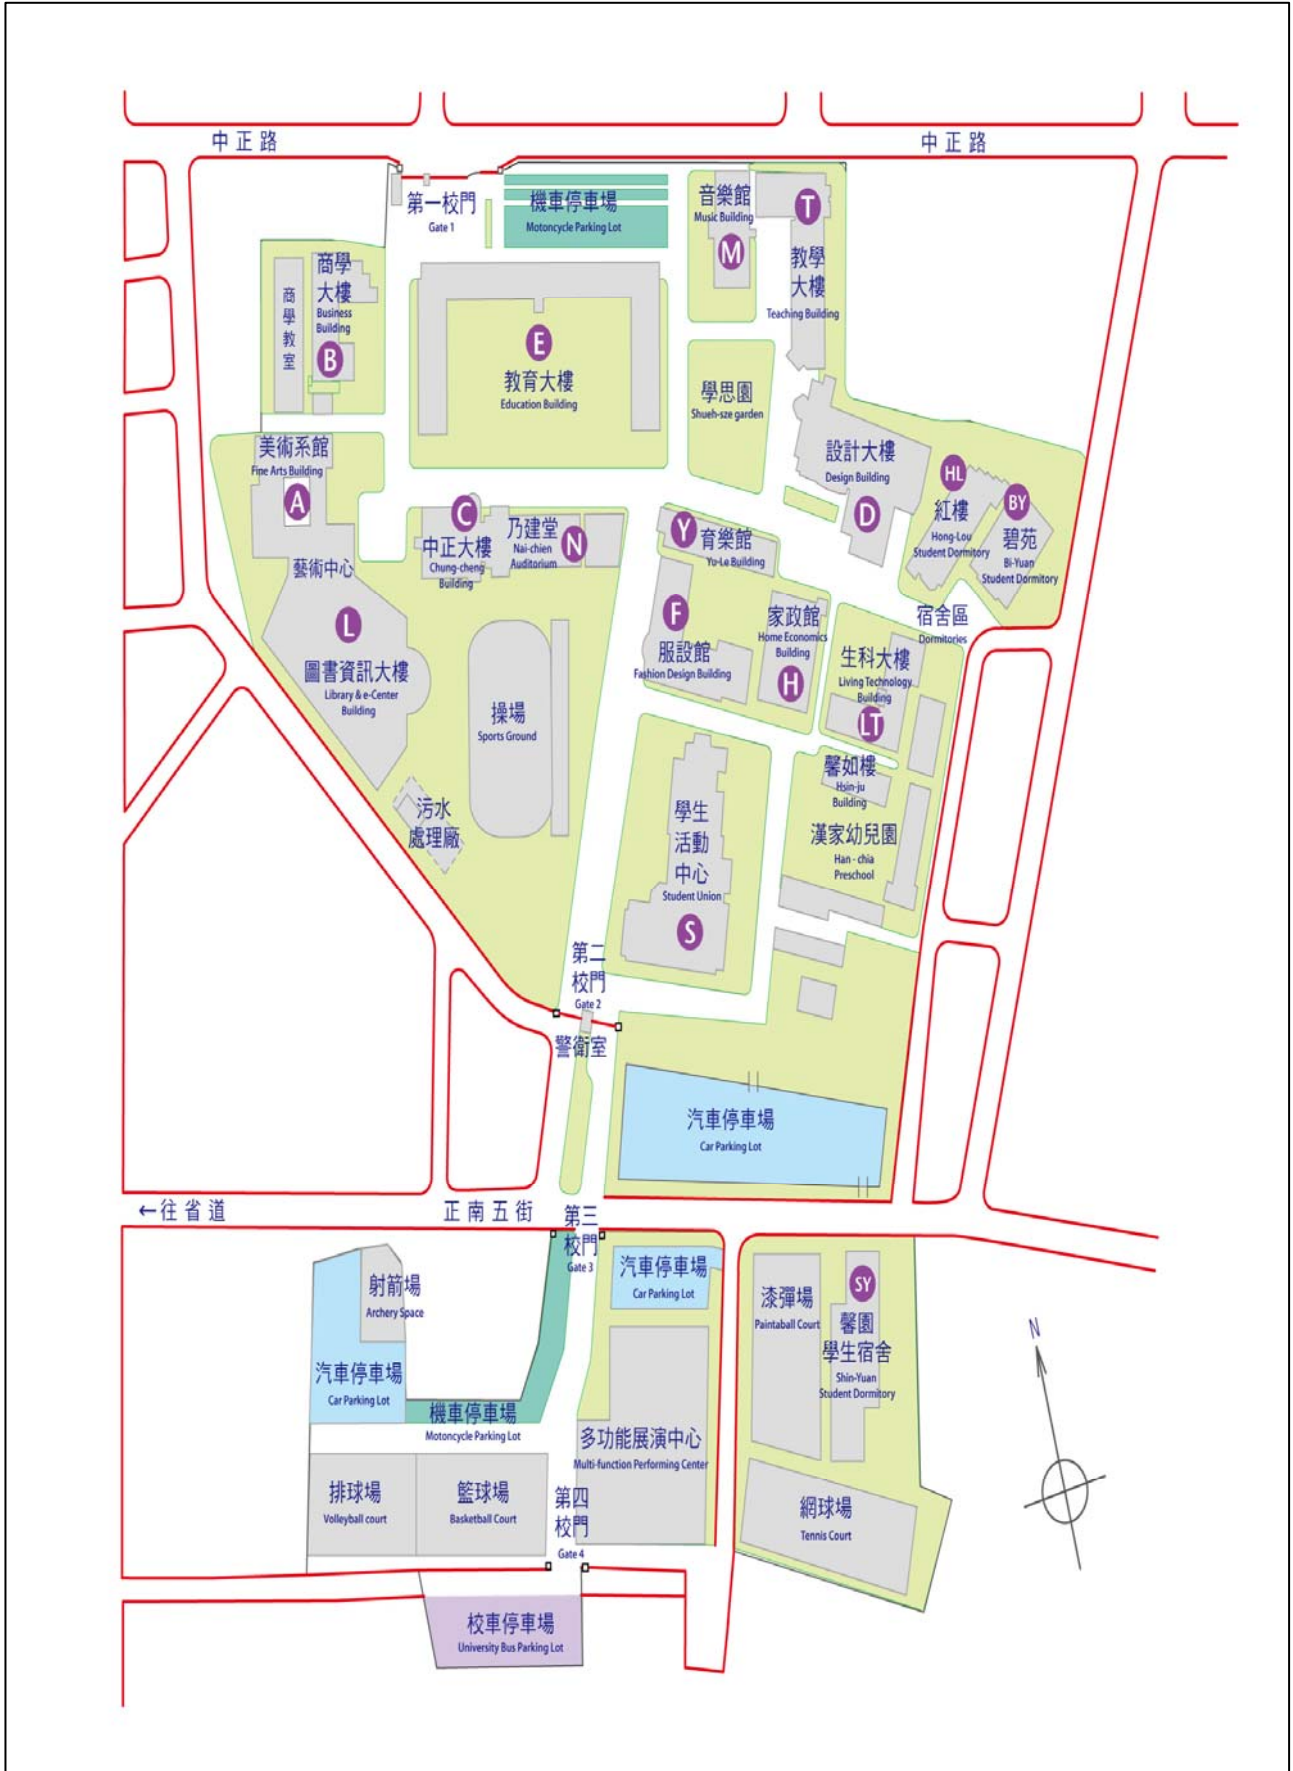 中正路
中正路
第一校門
Gate 1
機車停車場
Motoncycle Parking Lot
音樂館
Music Building
M
T
教學
大樓
Teaching Building
商學
大樓
Business
Building
B
商
學
教
室
E
教育大樓
Education Building
學思園
Shueh-sze garden
美術系館
Fine Arts Building
A
藝術中心
設計大樓
Design Building
D
HL
紅樓
Hong-Lou
Student Dormitory
BY
碧苑
Bi-Yuan
Student Dormitory
C
中正大樓
Chung-cheng
Building
乃建堂
Nai-chien
Auditorium
N
Y
育樂館
Yu-Le Building
宿舍區
Dormitories
L
圖書資訊大樓
Library & e-Center
Building
F
服設館
Fashion Design Building
家政館
Home Economics
Building
H
生科大樓
Living Technology
Building
LT
操場
Sports Ground
馨如樓
Hsin-ju
Building
污水
處理廠
學生
活動
中心
Student Union
S
漢家幼兒園
Han - chia
Preschool
第二
校門
Gate 2
警衛室
汽車停車場
Car Parking Lot
←往省道
正南五街
第三
校門
Gate 3
射箭場
Archery Space
汽車停車場
Car Parking Lot
汽車停車場
Car Parking Lot
機車停車場
Motoncycle Parking Lot
漆彈場
Paintaball Court
SY
馨園
學生宿舍
Shin-Yuan
Student Dormitory
N
多功能展演中心
Multi-function Performing Center
排球場
Volleyball court
籃球場
Basketball Court
第四
校門
Gate 4
網球場
Tennis Court
校車停車場
University Bus Parking Lot